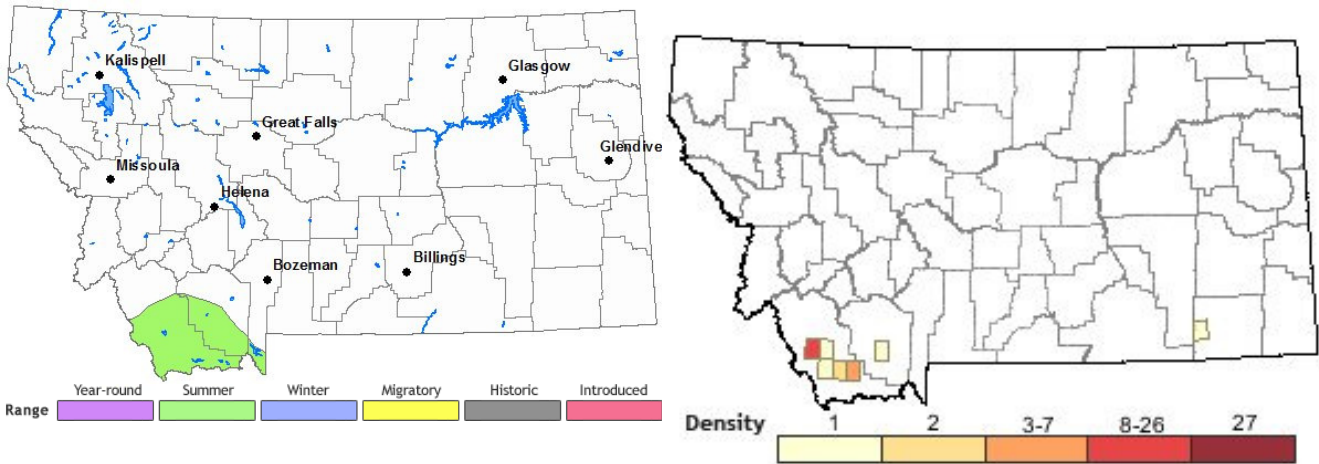 Kalispell
Glasgow
Great Falls
Glendive
Missoula
Helena
Bozeman
Billings
Year-round Summer Winter Migratory Historic Introduced
Range
Density 1 2 3-7 8-26 27